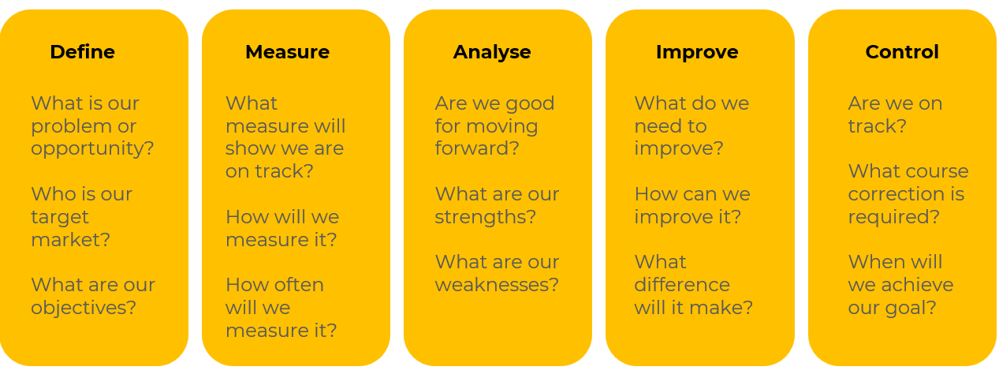 Define
What is our
problem or
opportunity?
Who is our
target
market?
What are our
objectives?
Measure
What
measure will
show we are
on track?
How will we
measure it?
How often
will we
measure it?
Analyse
Are we good
for moving
forward?
What are our
strengths?
What are our
weaknesses?
Improve
What do we
need to
improve?
How can we
improve it?
What
difference
will it make?
Control
Are we on
track?
What course
correction is
required?
When will
we achieve
our goal?